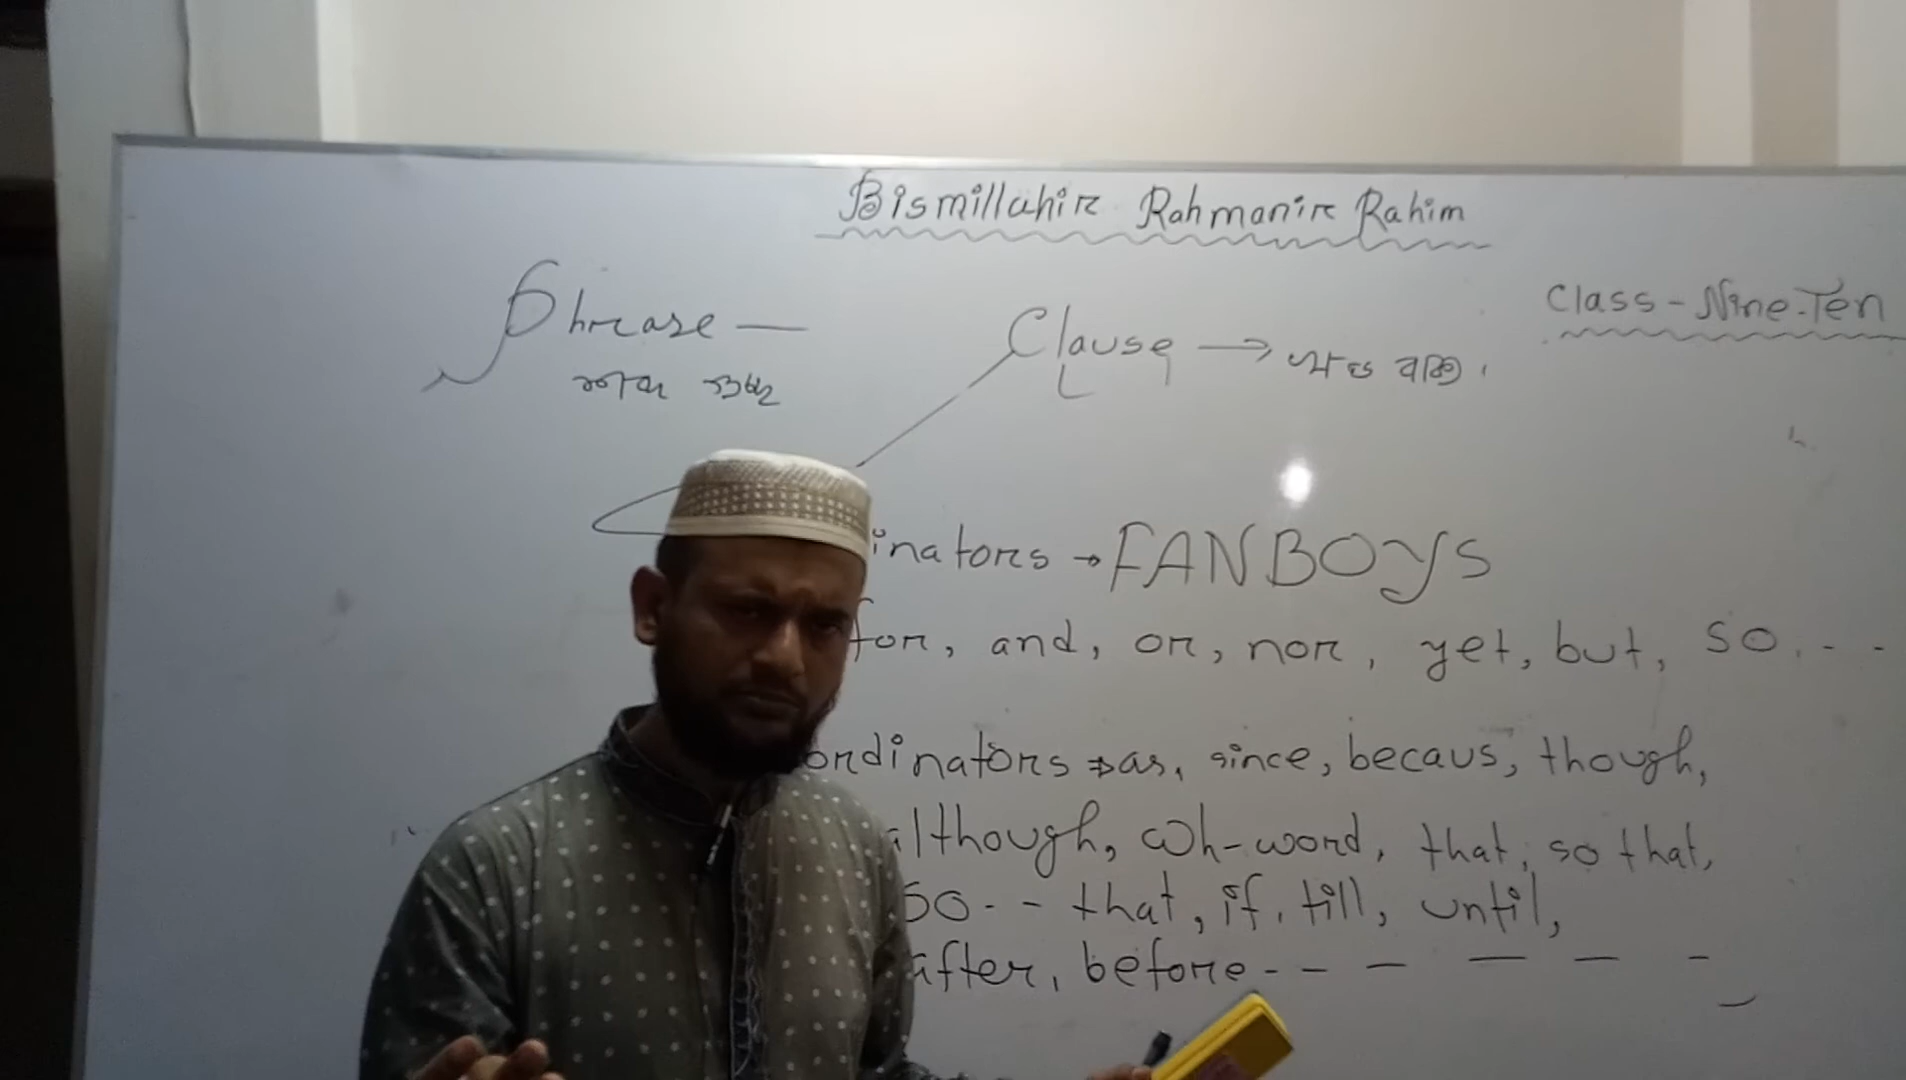 Bismillahir Rahmanir Rahim
Class - Nine-Ten
Phrase —
Clause → খন্ড বাক্য।
inators → FANBOYS
for, and, or, nor, yet, but, so. - -
ordinators ⇒ as, since, becaus, though,
although, Wh-word, that, so that,
so - - that, if, till, until,
after, before - - — — — -